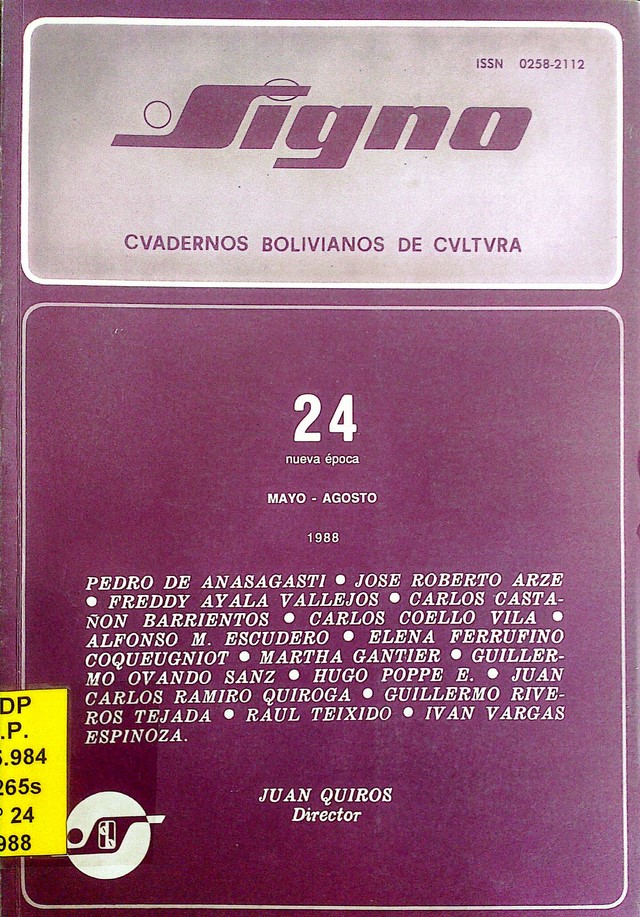 ISSN 0258-2112
Signo
CVADERNOS BOLIVIANOS DE CVLTVRA
24
nueva época
MAYO - AGOSTO
1988
PEDRO DE ANASAGASTI ● JOSE ROBERTO ARZE
● FREDDY AYALA VALLEJOS ● CARLOS CASTA-
ÑON BARRIENTOS ● CARLOS COELLO VILA ●
ALFONSO M. ESCUDERO ● ELENA FERRUFINO
COQUEUGNIOT ● MARTHA GANTIER ● GUILLER-
MO OVANDO SANZ ● HUGO POPPE E. ● JUAN
CARLOS RAMIRO QUIROGA ● GUILLERMO RIVE-
ROS TEJADA ● RAUL TEIXIDO ● IVAN VARGAS
ESPINOZA.
DP
.P.
5.984
265s
° 24
988
JUAN QUIROS
Director